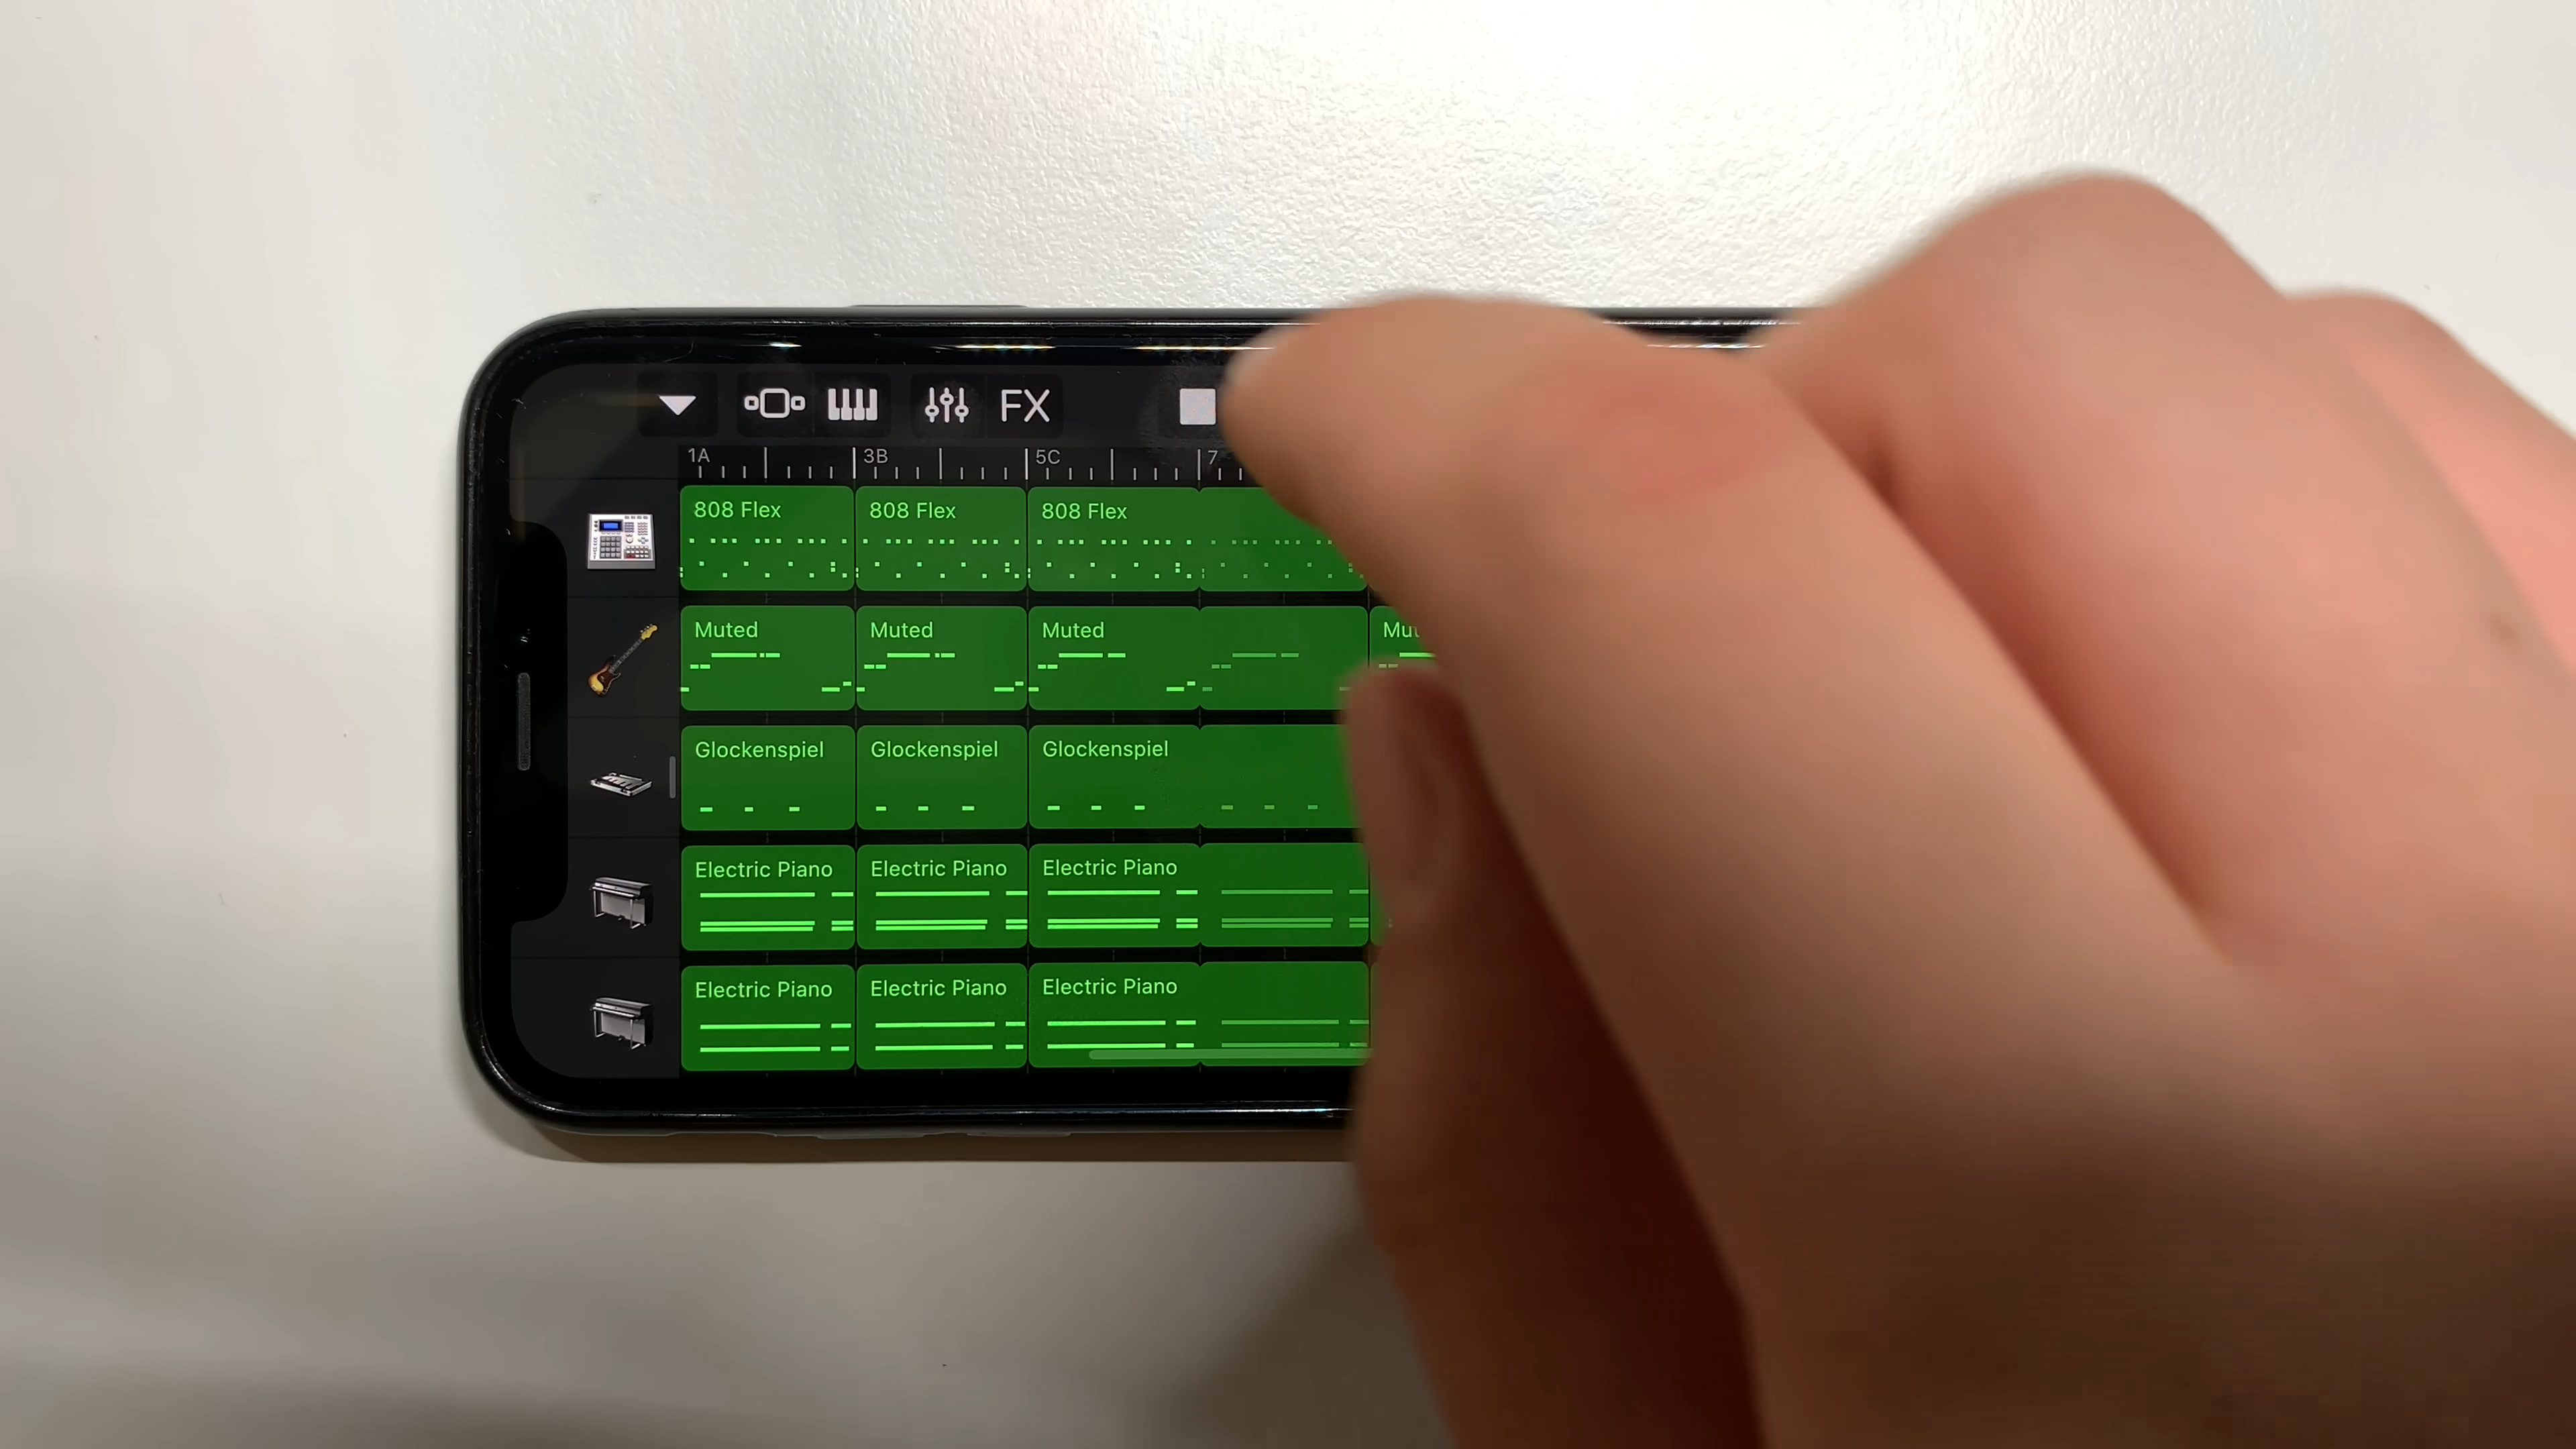 FX
1A 3B 5C 7
808 Flex 808 Flex 808 Flex
Muted Muted Muted
Glockenspiel Glockenspiel Glockenspiel
Electric Piano Electric Piano Electric Piano
Electric Piano Electric Piano Electric Piano